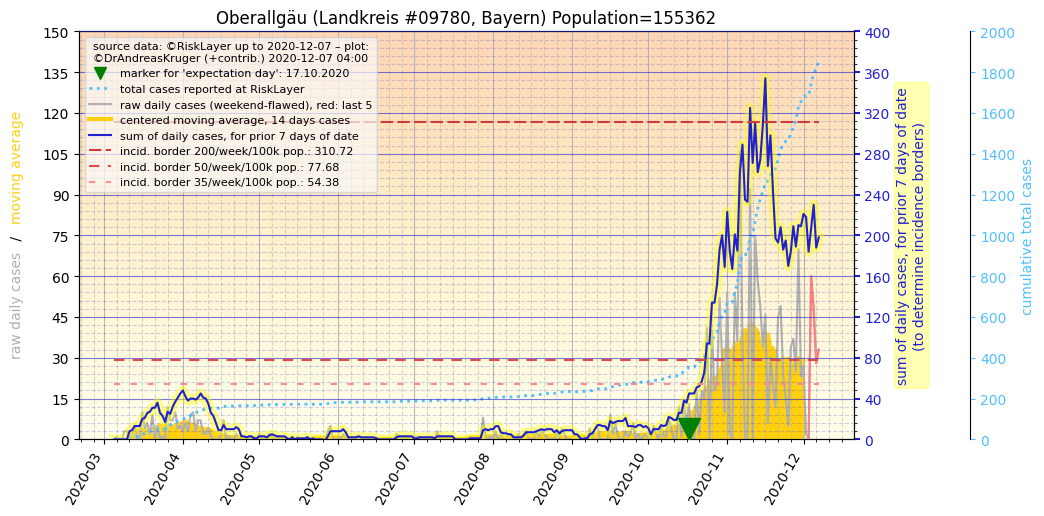 Oberallgäu (Landkreis #09780, Bayern) Population=155362
source data: ©RiskLayer up to 2020-12-07 – plot:
©DrAndreasKruger (+contrib.) 2020-12-07 04:00
marker for 'expectation day': 17.10.2020
total cases reported at RiskLayer
raw daily cases (weekend-flawed), red: last 5
centered moving average, 14 days cases
sum of daily cases, for prior 7 days of date
incid. border 200/week/100k pop.: 310.72
incid. border 50/week/100k pop.: 77.68
incid. border 35/week/100k pop.: 54.38
raw daily cases / moving average
150
135
120
105
90
75
60
45
30
15
0
2020-03
2020-04
2020-05
2020-06
2020-07
2020-08
2020-09
2020-10
2020-11
2020-12
400
360
320
280
240
200
160
120
80
40
0
sum of daily cases, for prior 7 days of date
(to determine incidence borders)
2000
1800
1600
1400
1200
1000
800
600
400
200
0
cumulative total cases